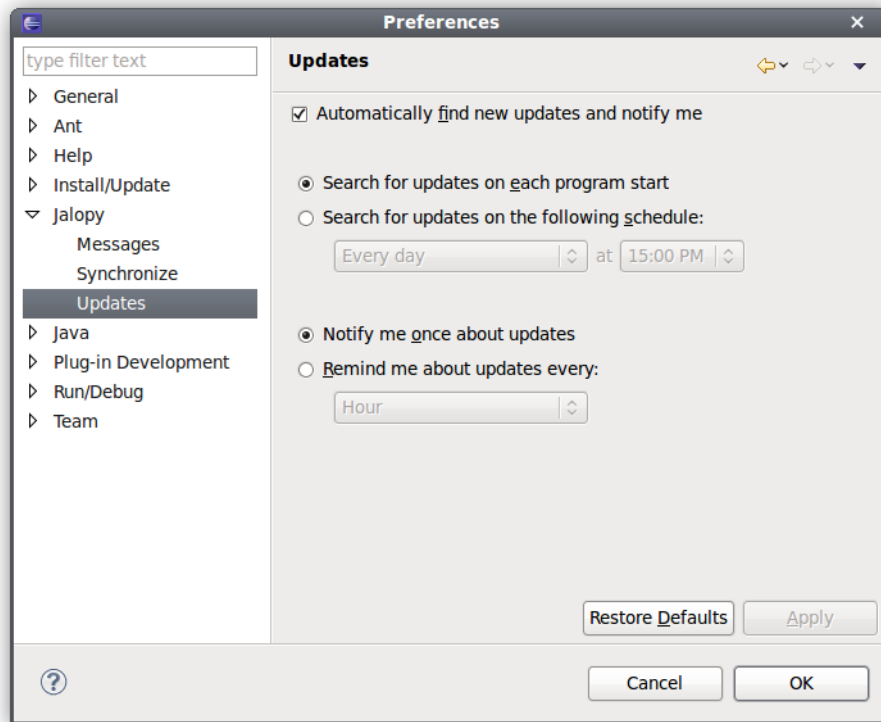 Preferences
type filter text
General
Ant
Help
Install/Update
Jalopy
Messages
Synchronize
Updates
Java
Plug-in Development
Run/Debug
Team
Updates
Automatically find new updates and notify me
Search for updates on each program start
Search for updates on the following schedule:
Every day at 15:00 PM
Notify me once about updates
Remind me about updates every:
Hour
Restore Defaults Apply
? Cancel OK